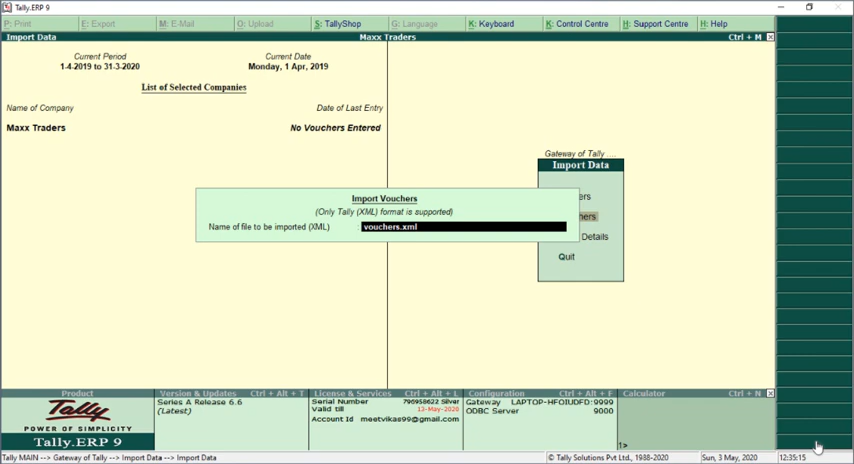 Tally.ERP 9
P: Print E: Export M: E-Mail O: Upload S: TallyShop G: Language K: Keyboard K: Control Centre H: Support Centre H: Help
Import Data Maxx Traders Ctrl + M
Current Period Current Date
1-4-2019 to 31-3-2020 Monday, 1 Apr, 2019
List of Selected Companies
Name of Company Date of Last Entry
Maxx Traders No Vouchers Entered
Gateway of Tally ....
Import Data
ers
hers
Details
Quit
Import Vouchers
(Only Tally (XML) format is supported)
Name of file to be imported (XML) : vouchers.xml
Product Version & Updates Ctrl + Alt + T License & Services Ctrl + Alt + L Configuration Ctrl + Alt + F Calculator Ctrl + N
Tally
POWER OF SIMPLICITY
Tally.ERP 9
Series A Release 6.6
(Latest)
Serial Number 795958622 Silver
Valid till 13-May-2020
Account Id meetvikas99@gmail.com
Gateway LAPTOP-HFOIUDFD:9999
ODBC Server 9000
1>
Tally MAIN --> Gateway of Tally --> Import Data --> Import Data © Tally Solutions Pvt Ltd., 1988-2020 Sun, 3 May, 2020 12:35:15